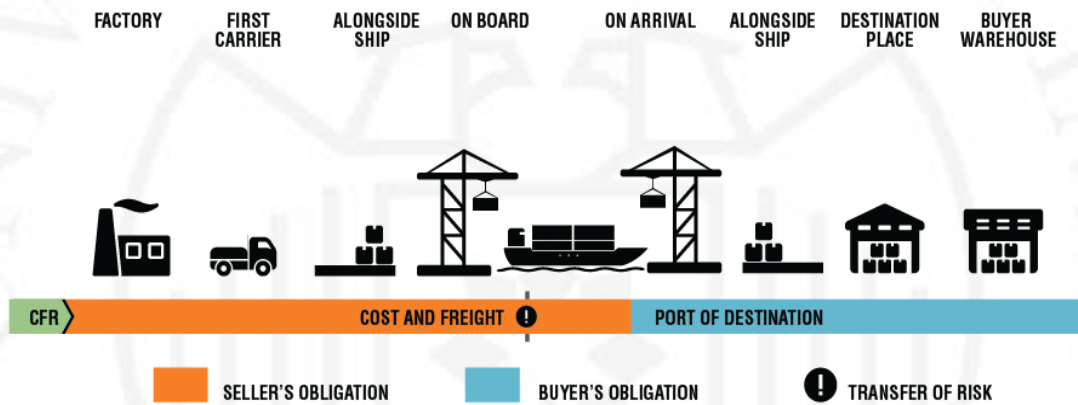 FACTORY
FIRST
CARRIER
ALONGSIDE
SHIP
ON BOARD
ON ARRIVAL
ALONGSIDE
SHIP
DESTINATION
PLACE
BUYER
WAREHOUSE
CFR
COST AND FREIGHT
!
PORT OF DESTINATION
SELLER'S OBLIGATION
BUYER'S OBLIGATION
! TRANSFER OF RISK